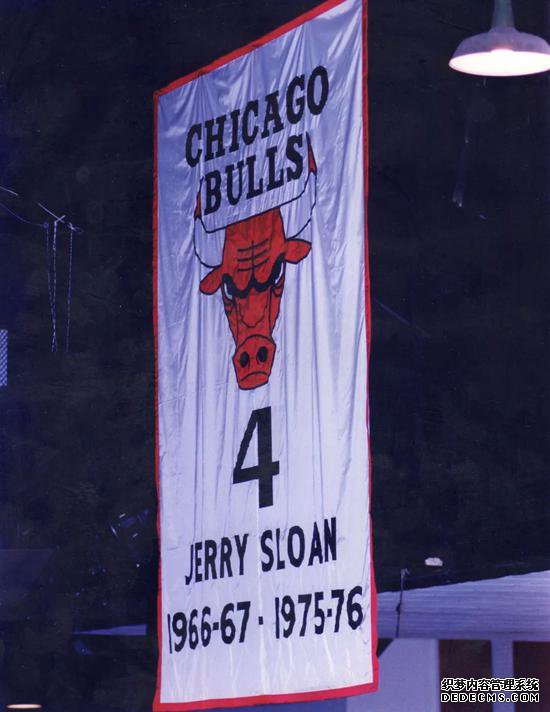 CHICAGO
BULLS
4
JERRY SLOAN
1966-67 · 1975-76
织梦内容管理系统
DEDECMS.COM